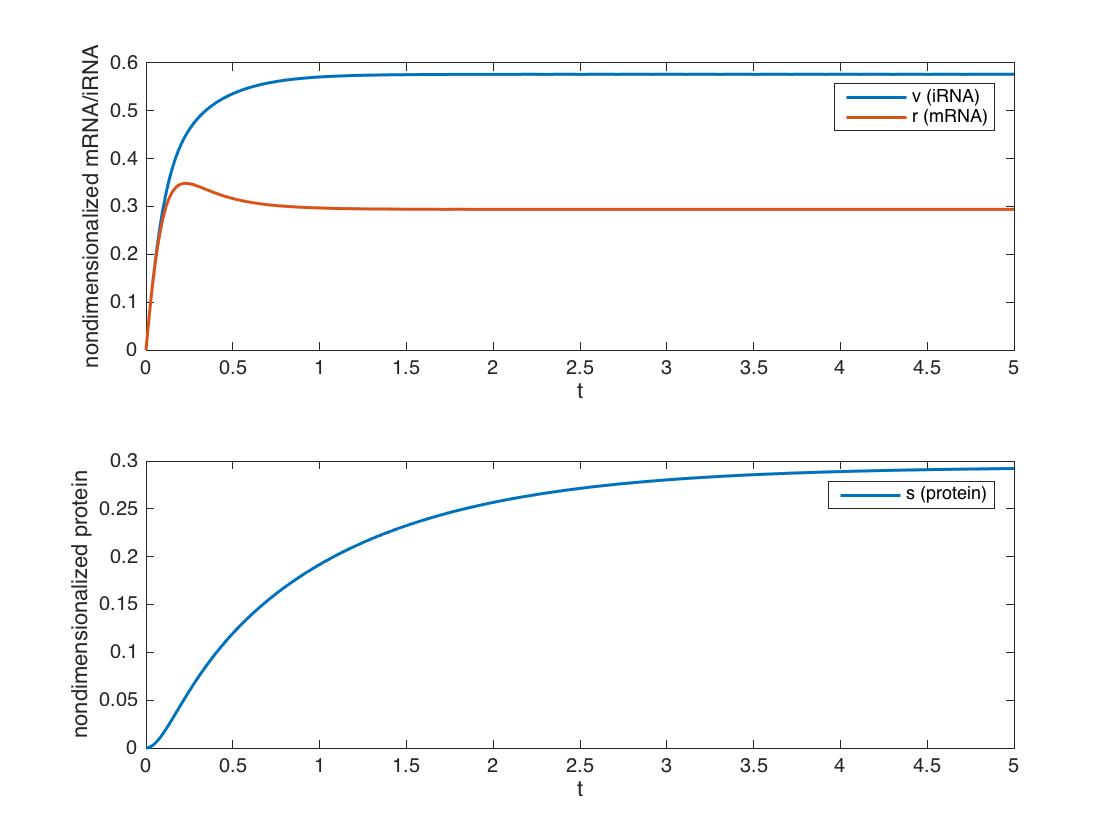 nondimensionalized mRNA/iRNA
0.6
0.5
0.4
0.3
0.2
0.1
0
v (iRNA)
r (mRNA)
0 0.5 1 1.5 2 2.5 3 3.5 4 4.5 5
t
nondimensionalized protein
0.3
0.25
0.2
0.15
0.1
0.05
0
s (protein)
0 0.5 1 1.5 2 2.5 3 3.5 4 4.5 5
t